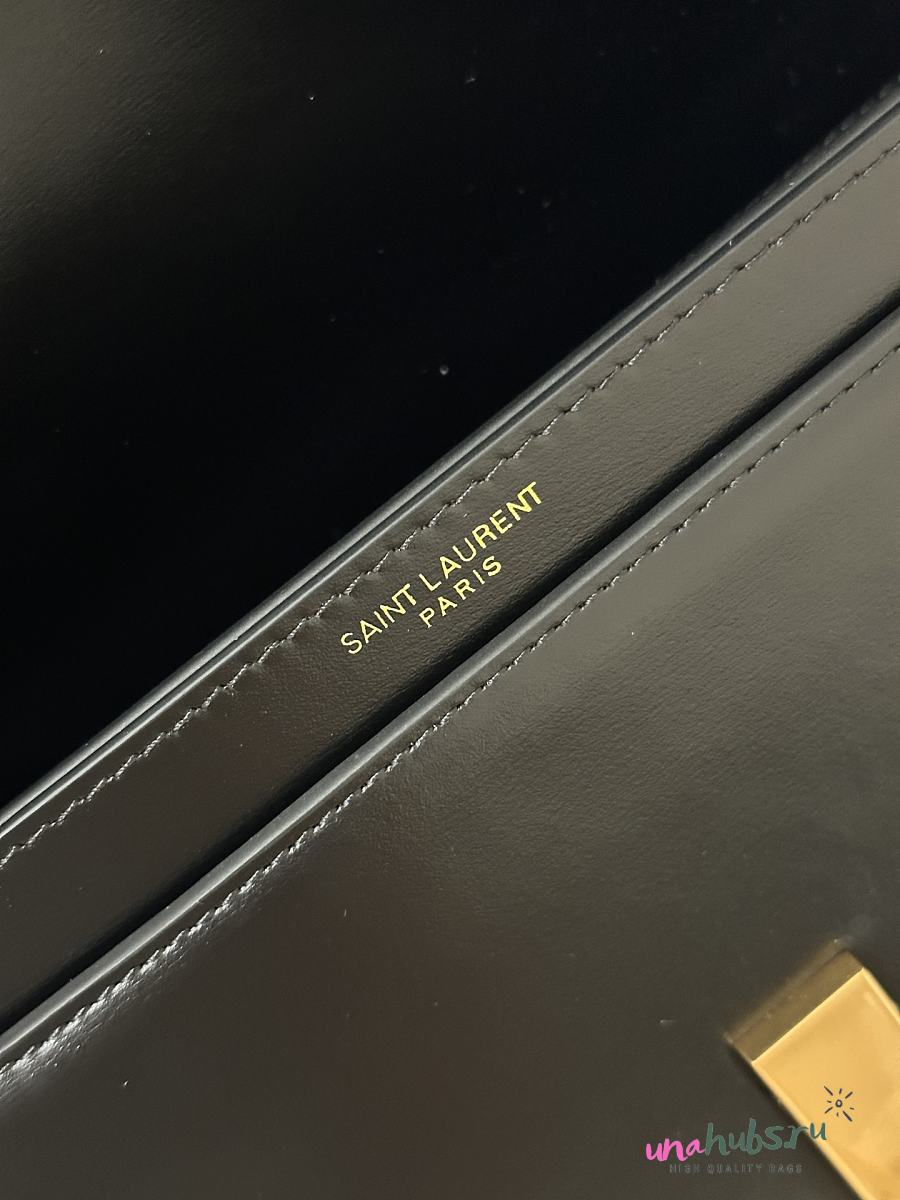 SAINT LAURENT
PARIS
unahubs.ru
HIGH QUALITY BAGS